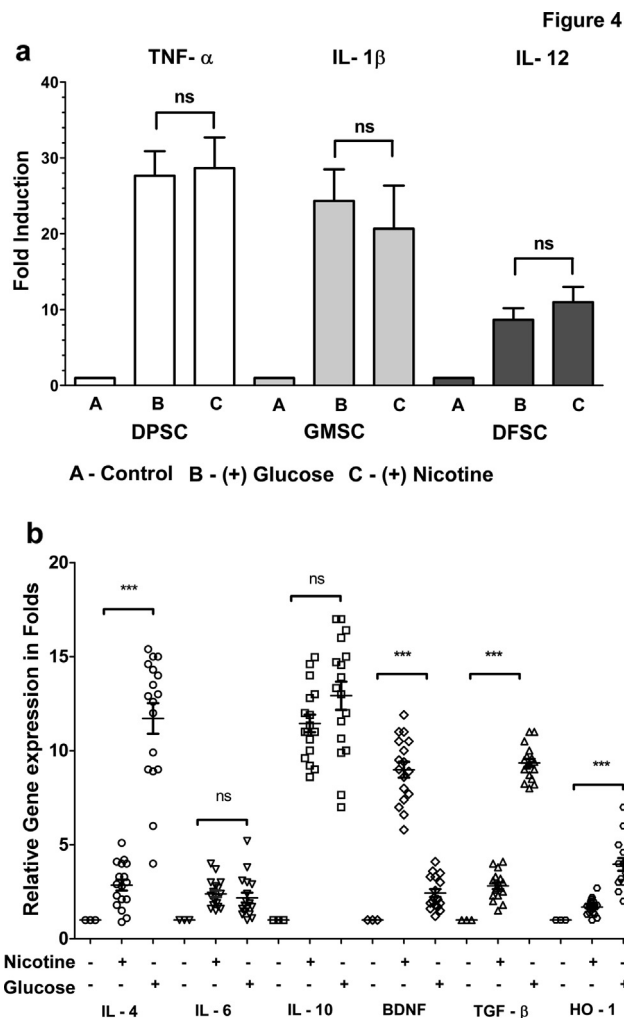 Figure 4
a
TNF- α IL- 1β IL- 12
40
30
20
10
0
Fold Induction
ns
ns
ns
A B C A B C A B C
DPSC GMSC DFSC
A - Control B - (+) Glucose C - (+) Nicotine
b
20
15
10
5
0
Relative Gene expression in Folds
***
ns
ns
***
***
***
Nicotine - + - - + - - + - - + - - + - - + -
Glucose - - + - - + - - + - - + - - + - - +
IL - 4 IL - 6 IL - 10 BDNF TGF - β HO - 1